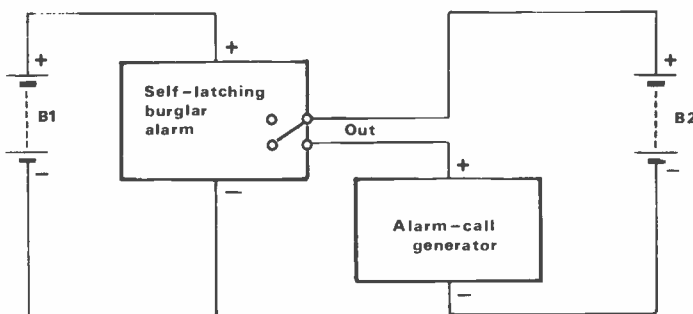 +
+
+
Self-latching
burglar
alarm
B1
Out
B2
−
−
+
−
Alarm-call
generator
−